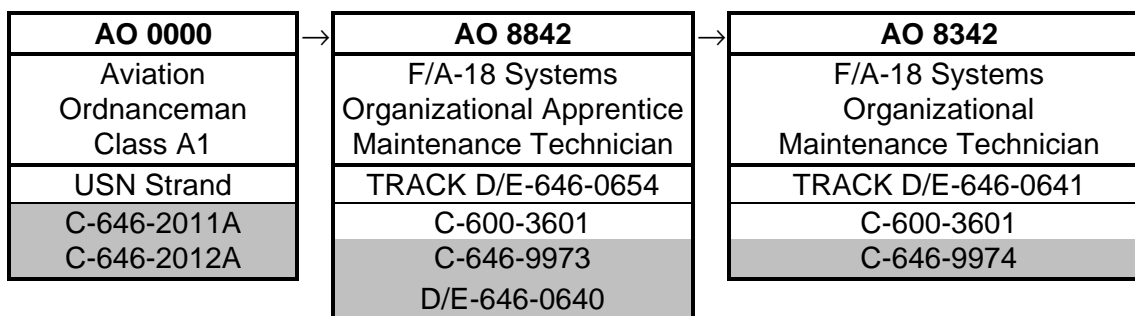 AO 0000
Aviation
Ordnanceman
Class A1
USN Strand
C-646-2011A
C-646-2012A
→
AO 8842
F/A-18 Systems
Organizational Apprentice
Maintenance Technician
TRACK D/E-646-0654
C-600-3601
C-646-9973
D/E-646-0640
→
AO 8342
F/A-18 Systems
Organizational
Maintenance Technician
TRACK D/E-646-0641
C-600-3601
C-646-9974